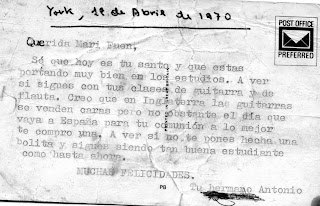 York, 1º de Abril de 1970
POST OFFICE
PREFERRED
Querida Mari Puen.
Sé que hoy es tu santo y que estas
portando muy bien en los estudios. A ver
si sigues con tus clases de guitarra y de
flauta. Creo que en Inglaterra las guitarras
se venden caras pero no obstante el dia que
vaya a España para tu comunión a lo mejor
te compro una. A ver si no te pones hecha una
bolita y sigues siendo tan buena estudiante
como hasta ahora.
MUCHAS FELICIDADES.
Tu hermano Antonio
PB